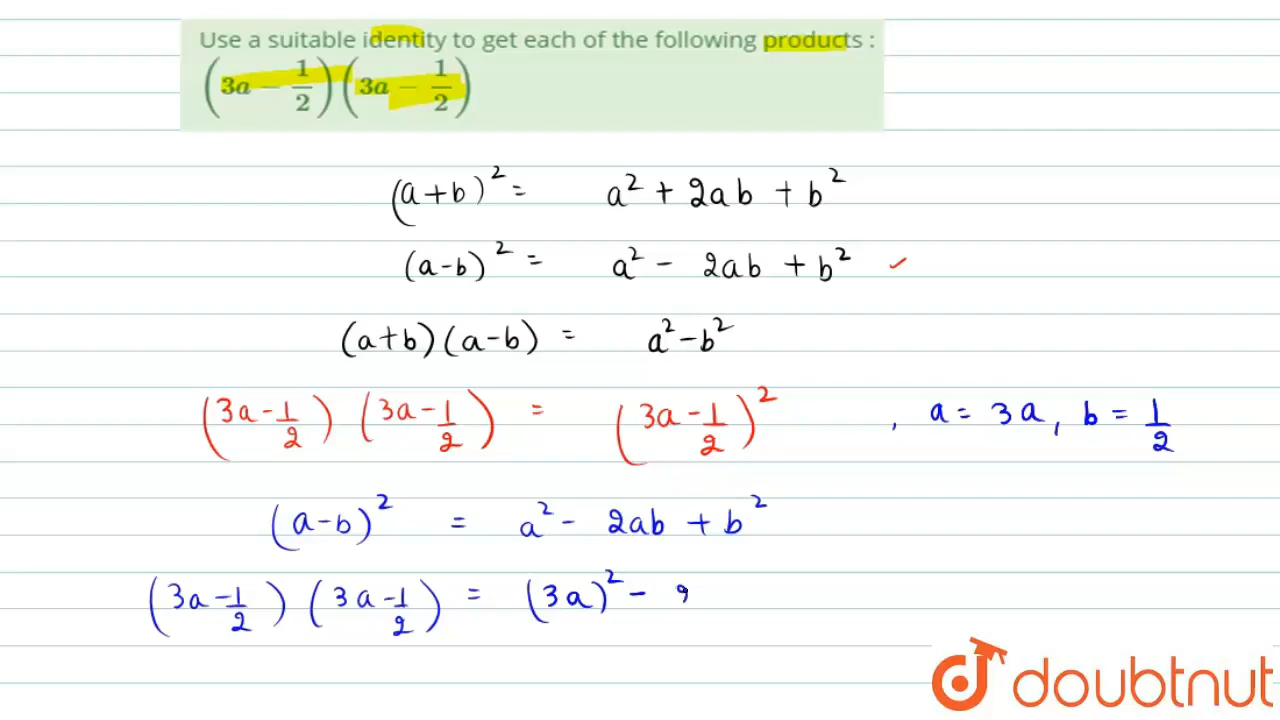 Use a suitable identity to get each of the following products :
(3a − 1/2)(3a − 1/2)
(a+b)² = a² + 2ab + b²
(a-b)² = a² - 2ab + b² ✓
(a+b)(a-b) = a² - b²
(3a - 1/2)(3a - 1/2) = (3a - 1/2)² , a = 3a, b = 1/2
(a-b)² = a² - 2ab + b²
(3a - 1/2)(3a - 1/2) = (3a)² -
doubtnut